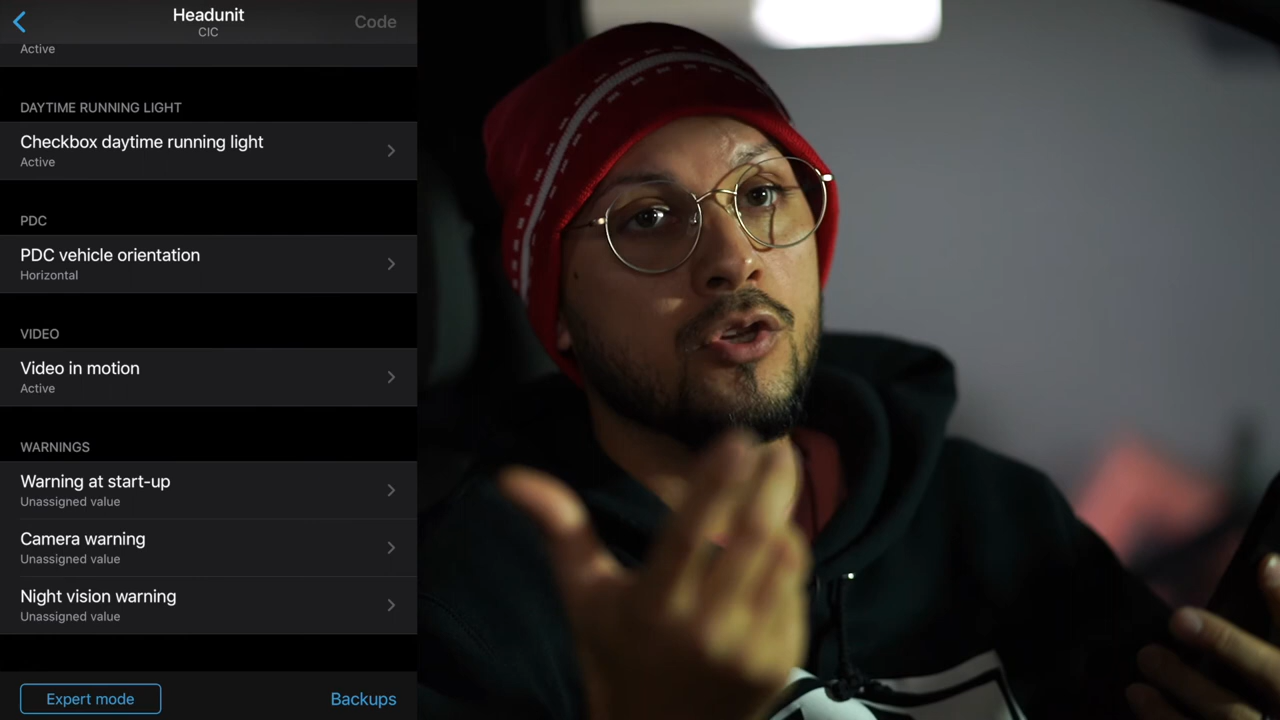 Headunit
CIC
Code
Active
DAYTIME RUNNING LIGHT
Checkbox daytime running light
Active
PDC
PDC vehicle orientation
Horizontal
VIDEO
Video in motion
Active
WARNINGS
Warning at start-up
Unassigned value
Camera warning
Unassigned value
Night vision warning
Unassigned value
Expert mode
Backups